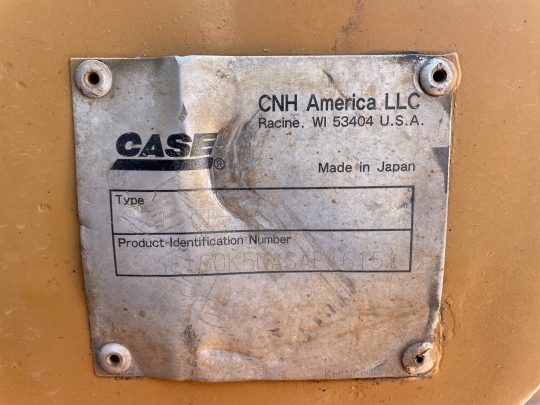 CNH America LLC
Racine, WI 53404 U.S.A.
CASE®
Made in Japan
Type
Product Identification Number